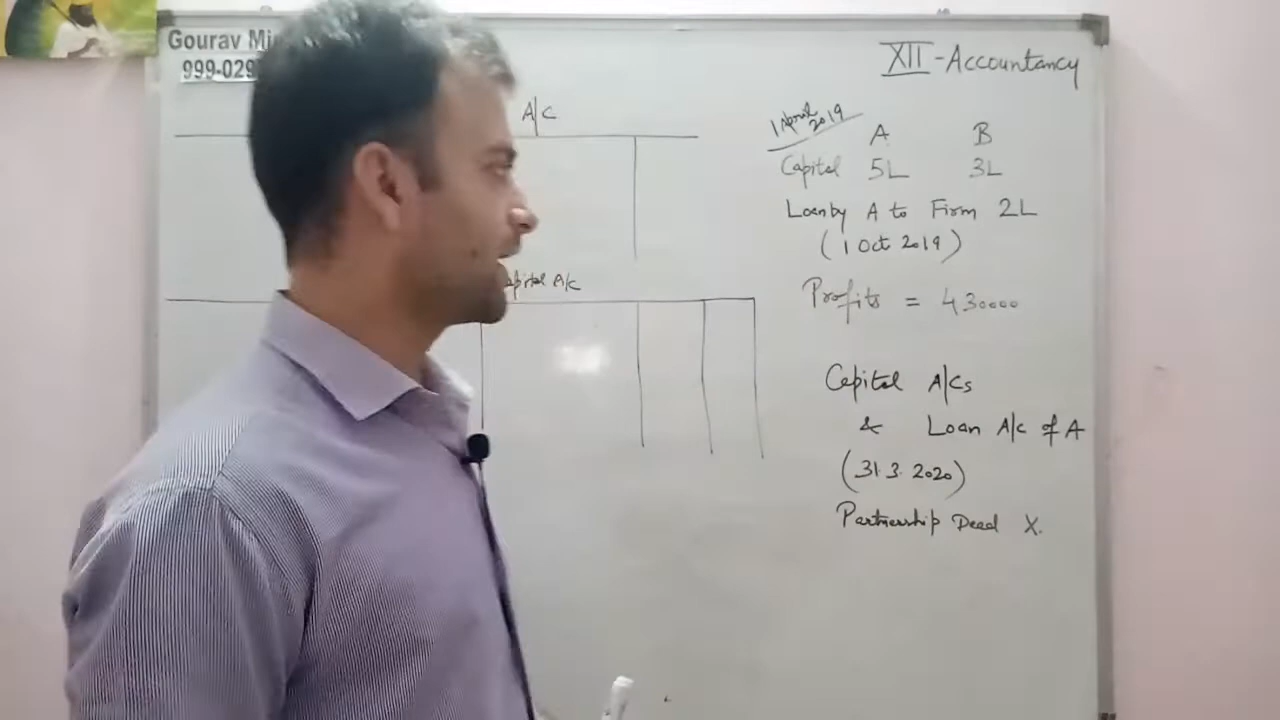 Gourav Mi
999-029
XII-Accountancy
A/c
1 April 2019
A B
Capital 5L 3L
Loan by A to Firm 2L
(1 Oct 2019)
Profits = 430000
Capital A/c
Capital A/cs
& Loan A/c of A
(31.3.2020)
Partnership Deed X.